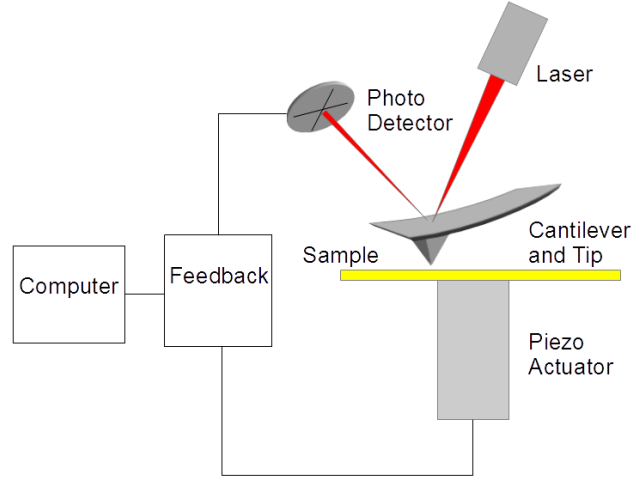 Laser
Photo
Detector
Cantilever
and Tip
Sample
Feedback
Computer
Piezo
Actuator